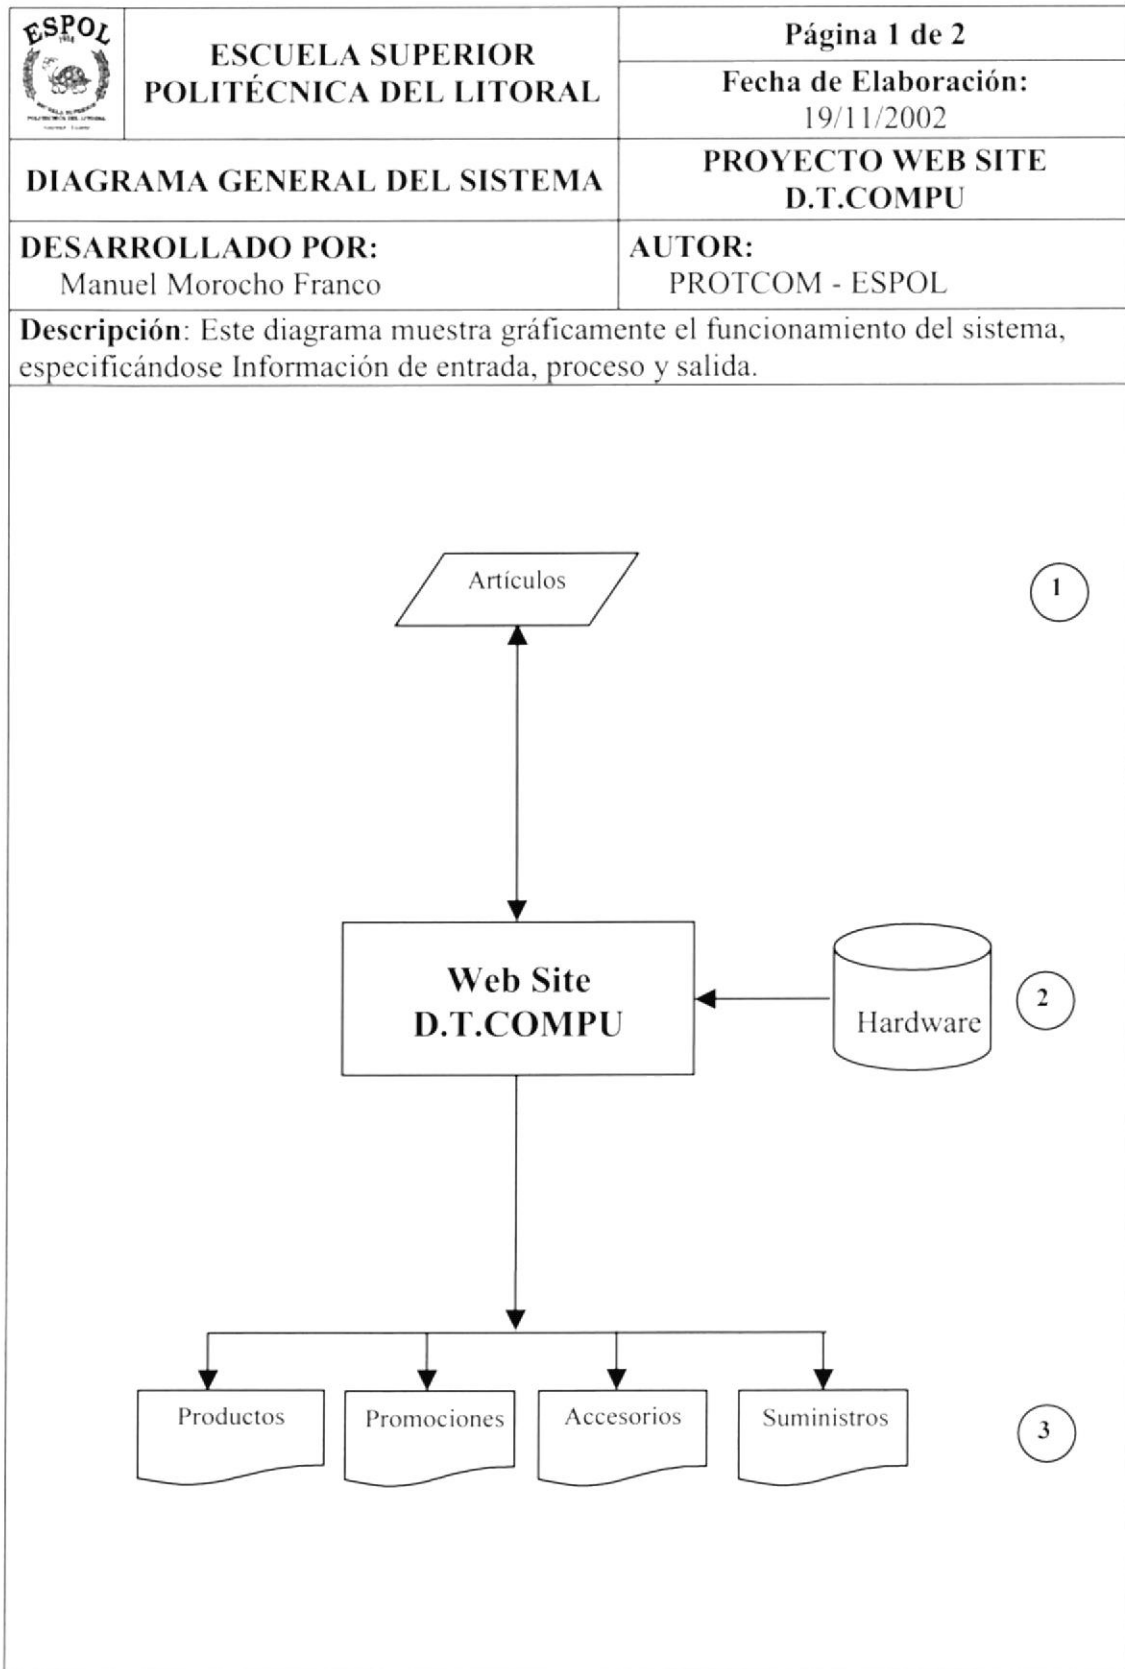 ESPOL
1958
ESCUELA SUPERIOR
POLITÉCNICA DEL LITORAL
Página 1 de 2
Fecha de Elaboración:
19/11/2002
DIAGRAMA GENERAL DEL SISTEMA
PROYECTO WEB SITE
D.T.COMPU
DESARROLLADO POR:
Manuel Morocho Franco
AUTOR:
PROTCOM - ESPOL
Descripción: Este diagrama muestra gráficamente el funcionamiento del sistema,
especificándose Información de entrada, proceso y salida.
Artículos
1
Web Site
D.T.COMPU
Hardware
2
Productos
Promociones
Accesorios
Suministros
3